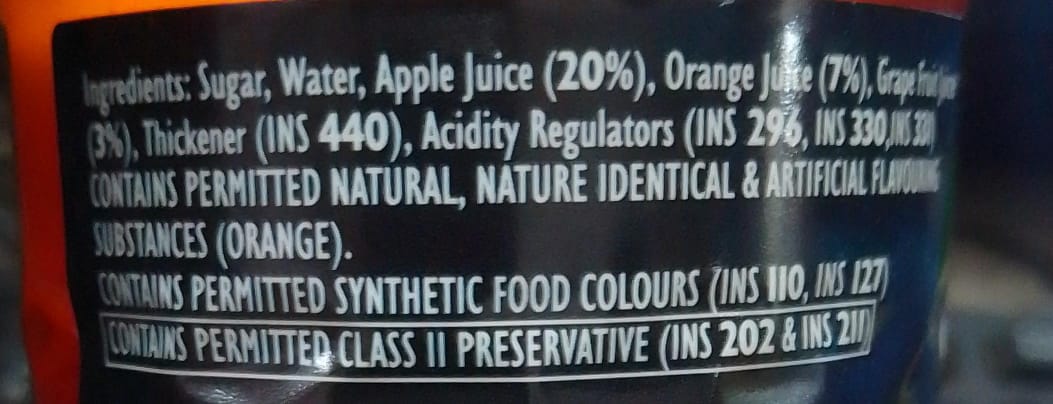 Ingredients: Sugar, Water, Apple Juice (20%), Orange Juice (7%), Grape Fruit Juice
(3%), Thickener (INS 440), Acidity Regulators (INS 296, INS 330, INS 331)
CONTAINS PERMITTED NATURAL, NATURE IDENTICAL & ARTIFICIAL FLAVOURING
SUBSTANCES (ORANGE).
CONTAINS PERMITTED SYNTHETIC FOOD COLOURS (INS 110, INS 127)
CONTAINS PERMITTED CLASS II PRESERVATIVE (INS 202 & INS 211)